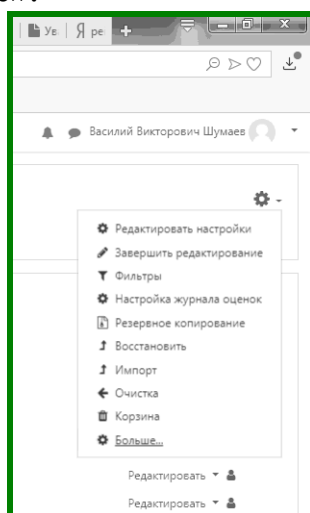 Ув. Я ре
Василий Викторович Шумаев
Редактировать настройки
Завершить редактирование
Фильтры
Настройка журнала оценок
Резервное копирование
Восстановить
Импорт
Очистка
Корзина
Больше...
Редактировать
Редактировать